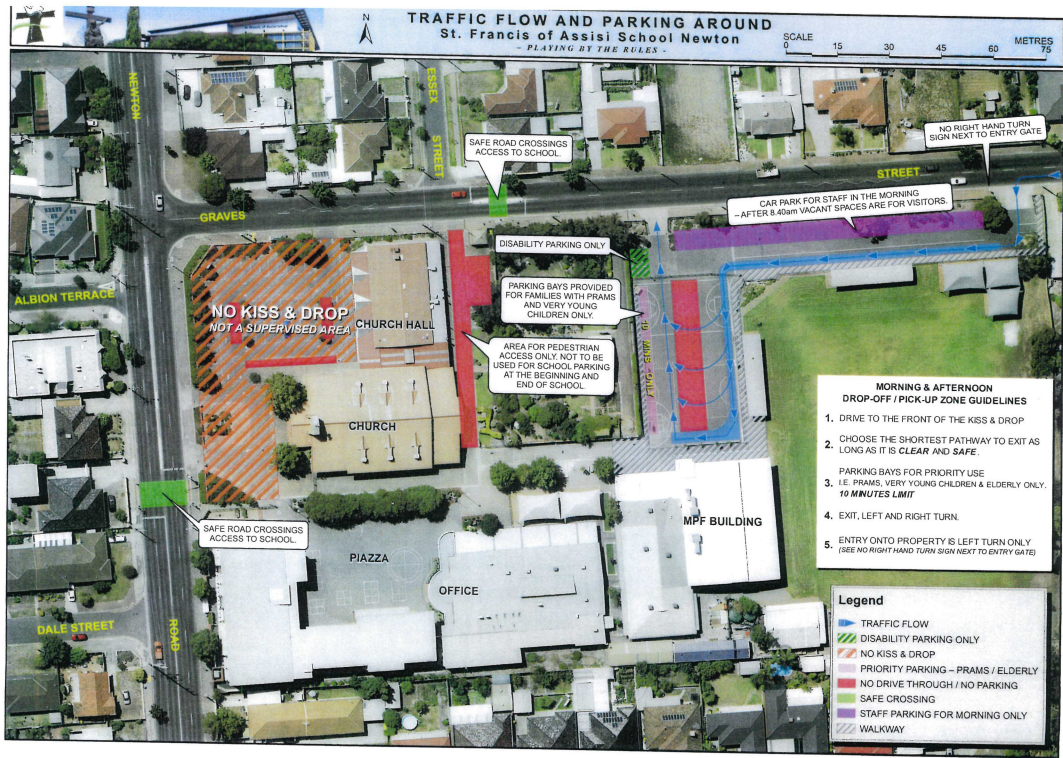 TRAFFIC FLOW AND PARKING AROUND
St. Francis of Assisi School Newton
- PLAYING BY THE RULES -
N
SCALE
METRES
0 15 30 45 60 75
NEWTON
ESSEX
STREET
SAFE ROAD CROSSINGS
ACCESS TO SCHOOL.
NO RIGHT HAND TURN
SIGN NEXT TO ENTRY GATE
GRAVES
STREET
CAR PARK FOR STAFF IN THE MORNING
– AFTER 8.40am VACANT SPACES ARE FOR VISITORS.
DISABILITY PARKING ONLY
PARKING BAYS PROVIDED
FOR FAMILIES WITH PRAMS
AND VERY YOUNG
CHILDREN ONLY.
ALBION TERRACE
NO KISS & DROP
NOT A SUPERVISED AREA
CHURCH HALL
10 MINS ONLY
AREA FOR PEDESTRIAN
ACCESS ONLY. NOT TO BE
USED FOR SCHOOL PARKING
AT THE BEGINNING AND
END OF SCHOOL.
CHURCH
MORNING & AFTERNOON
DROP-OFF / PICK-UP ZONE GUIDELINES
1. DRIVE TO THE FRONT OF THE KISS & DROP
2. CHOOSE THE SHORTEST PATHWAY TO EXIT AS
LONG AS IT IS CLEAR AND SAFE.
3. PARKING BAYS FOR PRIORITY USE
I.E. PRAMS, VERY YOUNG CHILDREN & ELDERLY ONLY.
10 MINUTES LIMIT
4. EXIT, LEFT AND RIGHT TURN.
5. ENTRY ONTO PROPERTY IS LEFT TURN ONLY
(SEE NO RIGHT HAND TURN SIGN NEXT TO ENTRY GATE)
SAFE ROAD CROSSINGS
ACCESS TO SCHOOL.
MPF BUILDING
PIAZZA
OFFICE
DALE STREET
ROAD
Legend
TRAFFIC FLOW
DISABILITY PARKING ONLY
NO KISS & DROP
PRIORITY PARKING – PRAMS / ELDERLY
NO DRIVE THROUGH / NO PARKING
SAFE CROSSING
STAFF PARKING FOR MORNING ONLY
WALKWAY